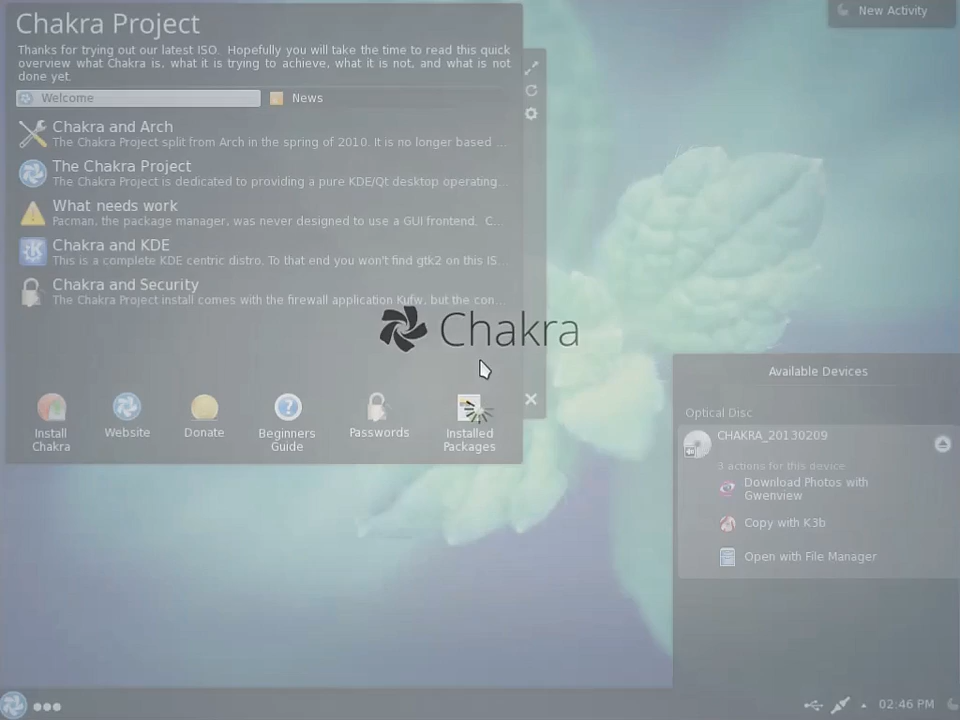 Chakra Project
Thanks for trying out our latest ISO. Hopefully you will take the time to read this quick
overview what Chakra is, what it is trying to achieve, what it is not, and what is not
done yet.
Welcome
News
Chakra and Arch
The Chakra Project split from Arch in the spring of 2010. It is no longer based ...
The Chakra Project
The Chakra Project is dedicated to providing a pure KDE/Qt desktop operating...
What needs work
Pacman, the package manager, was never designed to use a GUI frontend. C...
Chakra and KDE
This is a complete KDE centric distro. To that end you won't find gtk2 on this IS...
Chakra and Security
The Chakra Project install comes with the firewall application Kufw, but the con...
Chakra
Install
Chakra
Website
Donate
Beginners
Guide
Passwords
Installed
Packages
New Activity
Available Devices
Optical Disc
CHAKRA_20130209
3 actions for this device
Download Photos with
Gwenview
Copy with K3b
Open with File Manager
02:46 PM